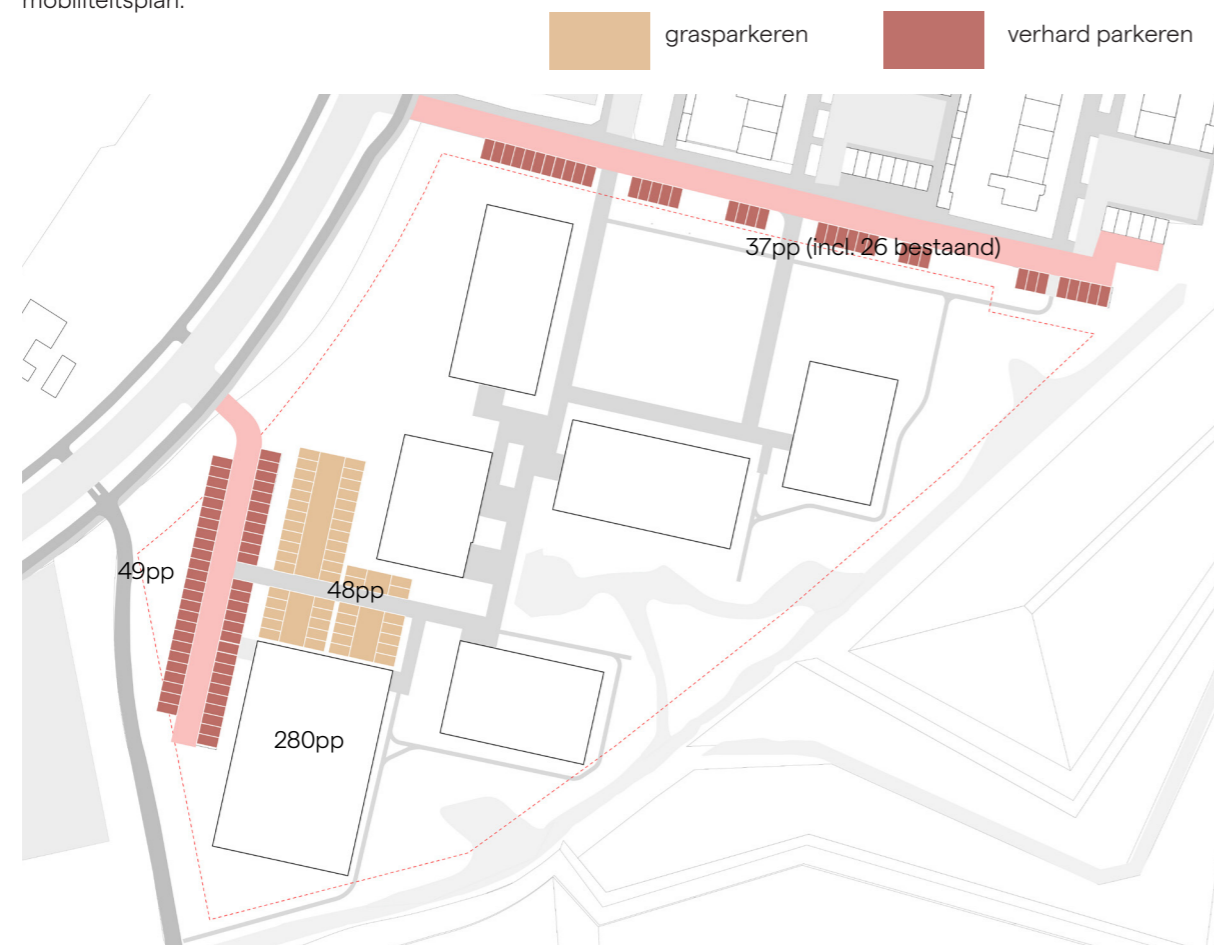 mobiliteitsplan.
grasparkeren
verhard parkeren
37pp (incl. 26 bestaand)
49pp
48pp
280pp